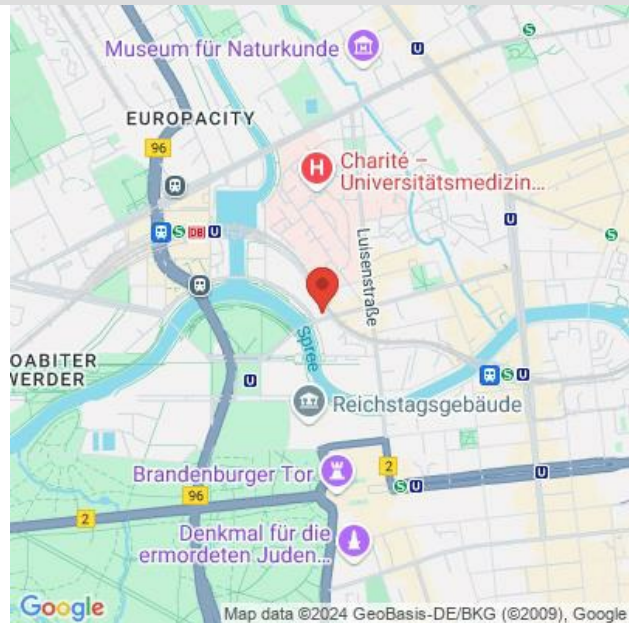 Museum für Naturkunde
U
S
EUROPACITY
96
H
Charité –
Universitätsmedizin...
U
S DB U
Luisenstraße
S
Spree
OABITER
WERDER
U
S U
Reichstagsgebäude
Brandenburger Tor
2
S U
U
96
2
Denkmal für die
ermordeten Juden...
Google
Map data ©2024 GeoBasis-DE/BKG (©2009), Google